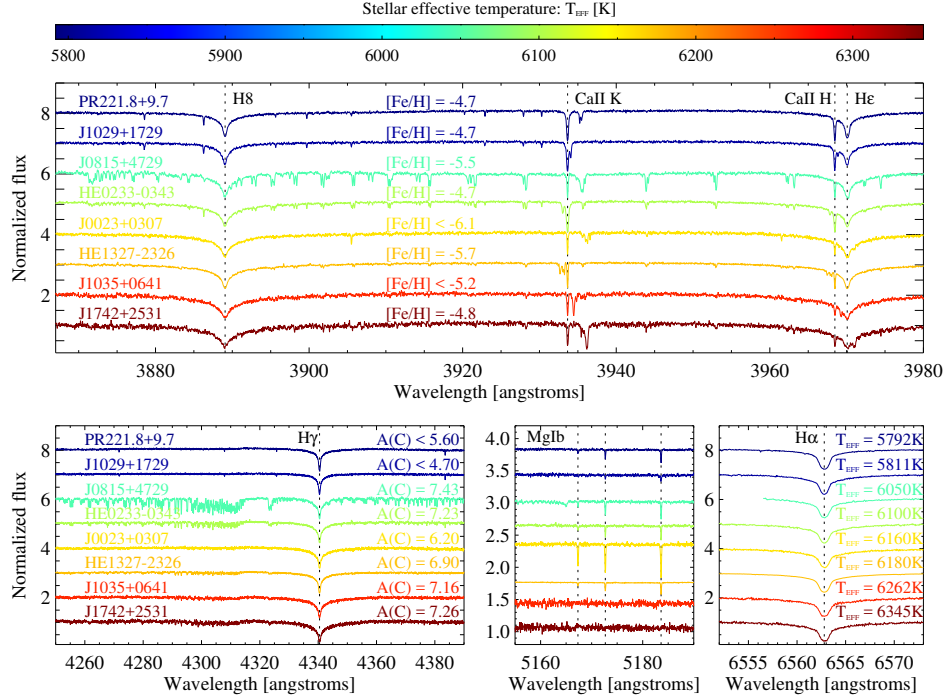 Stellar effective temperature: T_EFF [K]
5800 5900 6000 6100 6200 6300
H8 CaII K CaII H Hε
PR221.8+9.7 [Fe/H] = -4.7
J1029+1729 [Fe/H] = -4.7
J0815+4729 [Fe/H] = -5.5
HE0233-0343 [Fe/H] = -4.7
J0023+0307 [Fe/H] < -6.1
HE1327-2326 [Fe/H] = -5.7
J1035+0641 [Fe/H] < -5.2
J1742+2531 [Fe/H] = -4.8
8
6
4
2
Normalized flux
3880 3900 3920 3940 3960 3980
Wavelength [angstroms]
Hγ
PR221.8+9.7 A(C) < 5.60
J1029+1729 A(C) < 4.70
J0815+4729 A(C) = 7.43
HE0233-0343 A(C) = 7.23
J0023+0307 A(C) = 6.20
HE1327-2326 A(C) = 6.90
J1035+0641 A(C) = 7.16
J1742+2531 A(C) = 7.26
8
6
4
2
Normalized flux
4260 4280 4300 4320 4340 4360 4380
Wavelength [angstroms]
MgIb
4.0
3.5
3.0
2.5
2.0
1.5
1.0
5160 5180
Wavelength [angstroms]
Hα
T_EFF = 5792K
T_EFF = 5811K
T_EFF = 6050K
T_EFF = 6100K
T_EFF = 6160K
T_EFF = 6180K
T_EFF = 6262K
T_EFF = 6345K
8
6
4
2
6555 6560 6565 6570
Wavelength [angstroms]